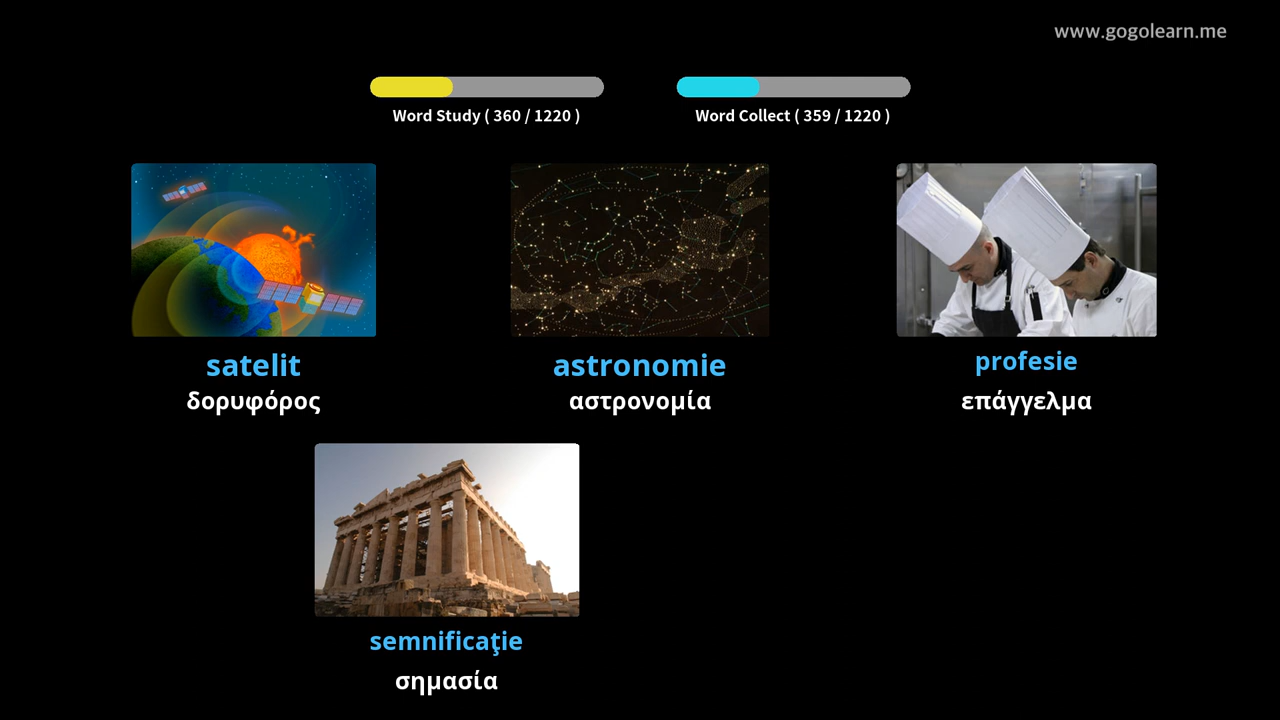 www.gogolearn.me
Word Study ( 360 / 1220 )
Word Collect ( 359 / 1220 )
satelit
δορυφόρος
astronomie
αστρονομία
profesie
επάγγελμα
semnificaţie
σημασία